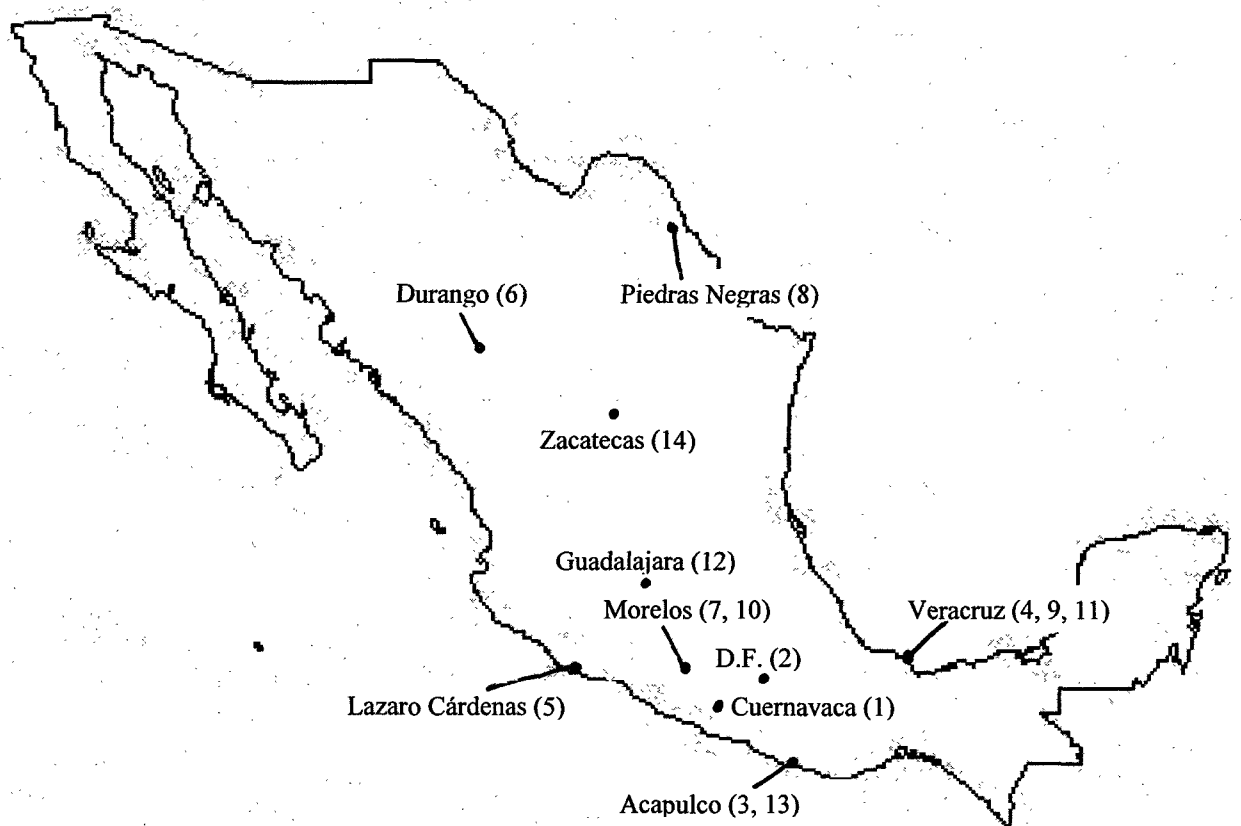 Durango (6)
Piedras Negras (8)
Zacatecas (14)
Guadalajara (12)
Morelos (7, 10)
Veracruz (4, 9, 11)
D.F. (2)
Lazaro Cárdenas (5)
Cuernavaca (1)
Acapulco (3, 13)